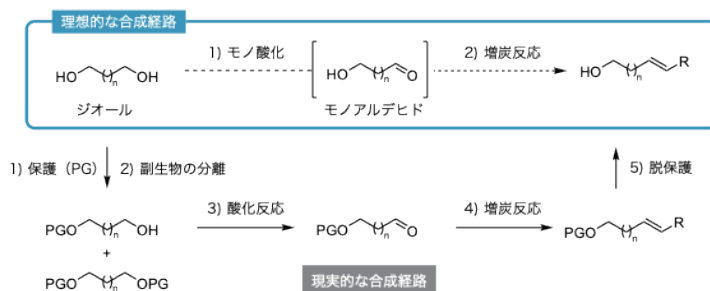 理想的な合成経路
1) モノ酸化
2) 増炭反応
HO ( )n OH
HO ( )n O
HO ( )n R
ジオール
モノアルデヒド
1) 保護（PG）
2) 副生物の分離
5) 脱保護
3) 酸化反応
4) 増炭反応
PGO ( )n OH
PGO ( )n O
PGO ( )n R
+
PGO ( )n OPG
現実的な合成経路